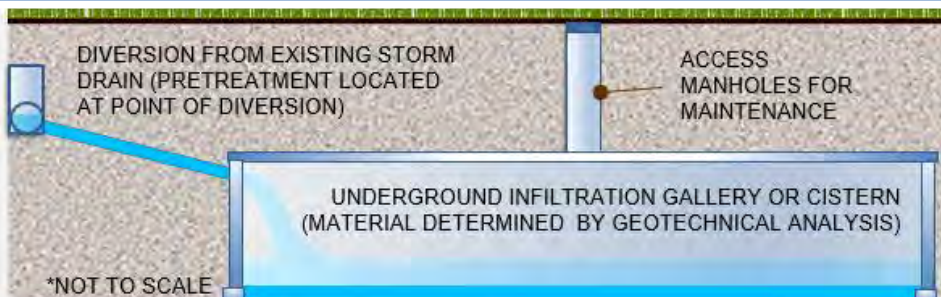 DIVERSION FROM EXISTING STORM
DRAIN (PRETREATMENT LOCATED
AT POINT OF DIVERSION)
ACCESS
MANHOLES FOR
MAINTENANCE
UNDERGROUND INFILTRATION GALLERY OR CISTERN
(MATERIAL DETERMINED BY GEOTECHNICAL ANALYSIS)
*NOT TO SCALE